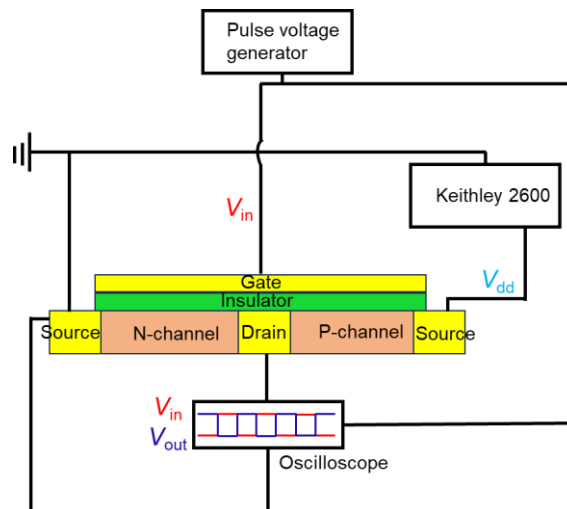 Pulse voltage
generator
Keithley 2600
Vin
Vdd
Gate
Insulator
Source
N-channel
Drain
P-channel
Source
Vin
Vout
Oscilloscope